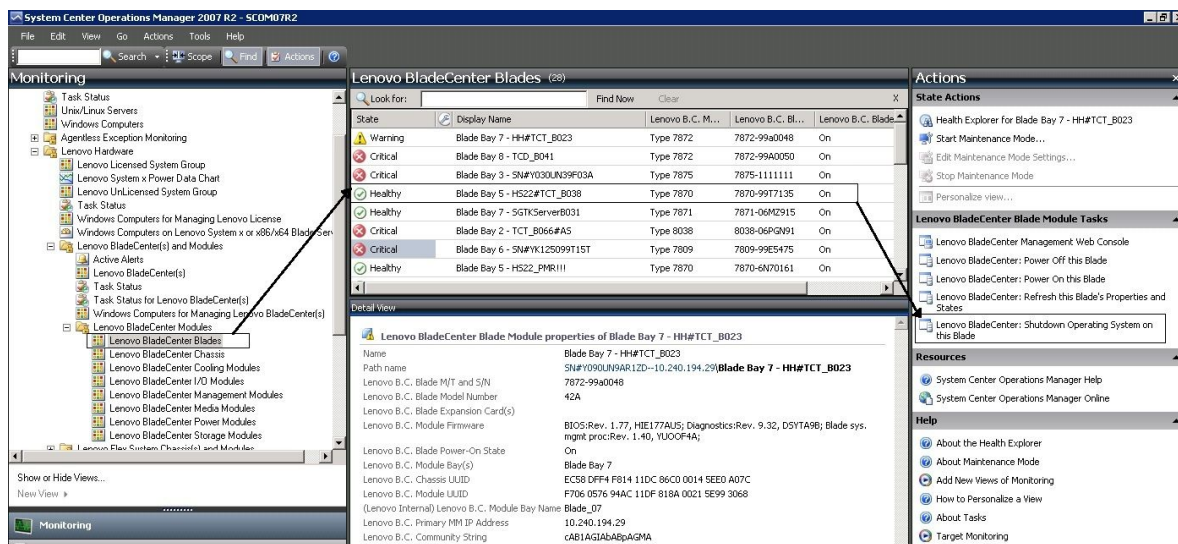 System Center Operations Manager 2007 R2 - SCOM07R2
File Edit View Go Actions Tools Help
Search Scope Find Actions
Monitoring
Task Status
Unix/Linux Servers
Windows Computers
Agentless Exception Monitoring
Lenovo Hardware
Lenovo Licensed System Group
Lenovo System x Power Data Chart
Lenovo UnLicensed System Group
Task Status
Windows Computers for Managing Lenovo License
Windows Computers on Lenovo System x or x86/x64 Blade Serv
Lenovo BladeCenter(s) and Modules
Active Alerts
Lenovo BladeCenter(s)
Task Status
Task Status for Lenovo BladeCenter(s)
Windows Computers for Managing Lenovo BladeCenter(s)
Lenovo BladeCenter Modules
Lenovo BladeCenter Blades
Lenovo BladeCenter Chassis
Lenovo BladeCenter Cooling Modules
Lenovo BladeCenter I/O Modules
Lenovo BladeCenter Management Modules
Lenovo BladeCenter Media Modules
Lenovo BladeCenter Power Modules
Lenovo BladeCenter Storage Modules
Lenovo Flex System Chassis(s) and Modules
Show or Hide Views...
New View
Monitoring
Lenovo BladeCenter Blades (28)
Look for: Find Now Clear X
State Display Name Lenovo B.C. M... Lenovo B.C. Bl... Lenovo B.C. Blade
Warning Blade Bay 7 - HH#TCT_B023 Type 7872 7872-99a0048 On
Critical Blade Bay 8 - TCD_B041 Type 7872 7872-99A0050 On
Critical Blade Bay 3 - SN#Y030UN39F03A Type 7875 7875-1111111 On
Healthy Blade Bay 5 - HS22#TCT_B038 Type 7870 7870-99T7135 On
Healthy Blade Bay 7 - SGTKServerB031 Type 7871 7871-06MZ915 On
Critical Blade Bay 2 - TCT_B066#AS Type 8038 8038-06PGN91 On
Critical Blade Bay 6 - SN#YK125099T15T Type 7809 7809-99E5475 On
Healthy Blade Bay 5 - HS22_PMR!!! Type 7870 7870-6N70161 On
Detail View
Lenovo BladeCenter Blade Module properties of Blade Bay 7 - HH#TCT_B023
Name Blade Bay 7 - HH#TCT_B023
Path name SN#Y090UN9AR1ZD--10.240.194.29\Blade Bay 7 - HH#TCT_B023
Lenovo B.C. Blade M/T and S/N 7872-99a0048
Lenovo B.C. Blade Model Number 42A
Lenovo B.C. Blade Expansion Card(s)
Lenovo B.C. Module Firmware BIOS:Rev. 1.77, HIE177AUS; Diagnostics:Rev. 9.32, DSYTA9B; Blade sys.
mgmt proc:Rev. 1.40, YUOOF4A;
Lenovo B.C. Blade Power-On State On
Lenovo B.C. Module Bay(s) Blade Bay 7
Lenovo B.C. Chassis UUID EC58 DFF4 F814 11DC 86C0 0014 5EE0 A07C
Lenovo B.C. Module UUID F706 0576 94AC 11DF 818A 0021 5E99 3068
(Lenovo Internal) Lenovo B.C. Module Bay Name Blade_07
Lenovo B.C. Primary MM IP Address 10.240.194.29
Lenovo B.C. Community String cAB1AGIAbABpAGMA
Actions
State Actions
Health Explorer for Blade Bay 7 - HH#TCT_B023
Start Maintenance Mode...
Edit Maintenance Mode Settings...
Stop Maintenance Mode
Personalize view...
Lenovo BladeCenter Blade Module Tasks
Lenovo BladeCenter Management Web Console
Lenovo BladeCenter: Power Off this Blade
Lenovo BladeCenter: Power On this Blade
Lenovo BladeCenter: Refresh this Blade's Properties and
States
Lenovo BladeCenter: Shutdown Operating System on
this Blade
Resources
System Center Operations Manager Help
System Center Operations Manager Online
Help
About the Health Explorer
About Maintenance Mode
Add New Views of Monitoring
How to Personalize a View
About Tasks
Target Monitoring